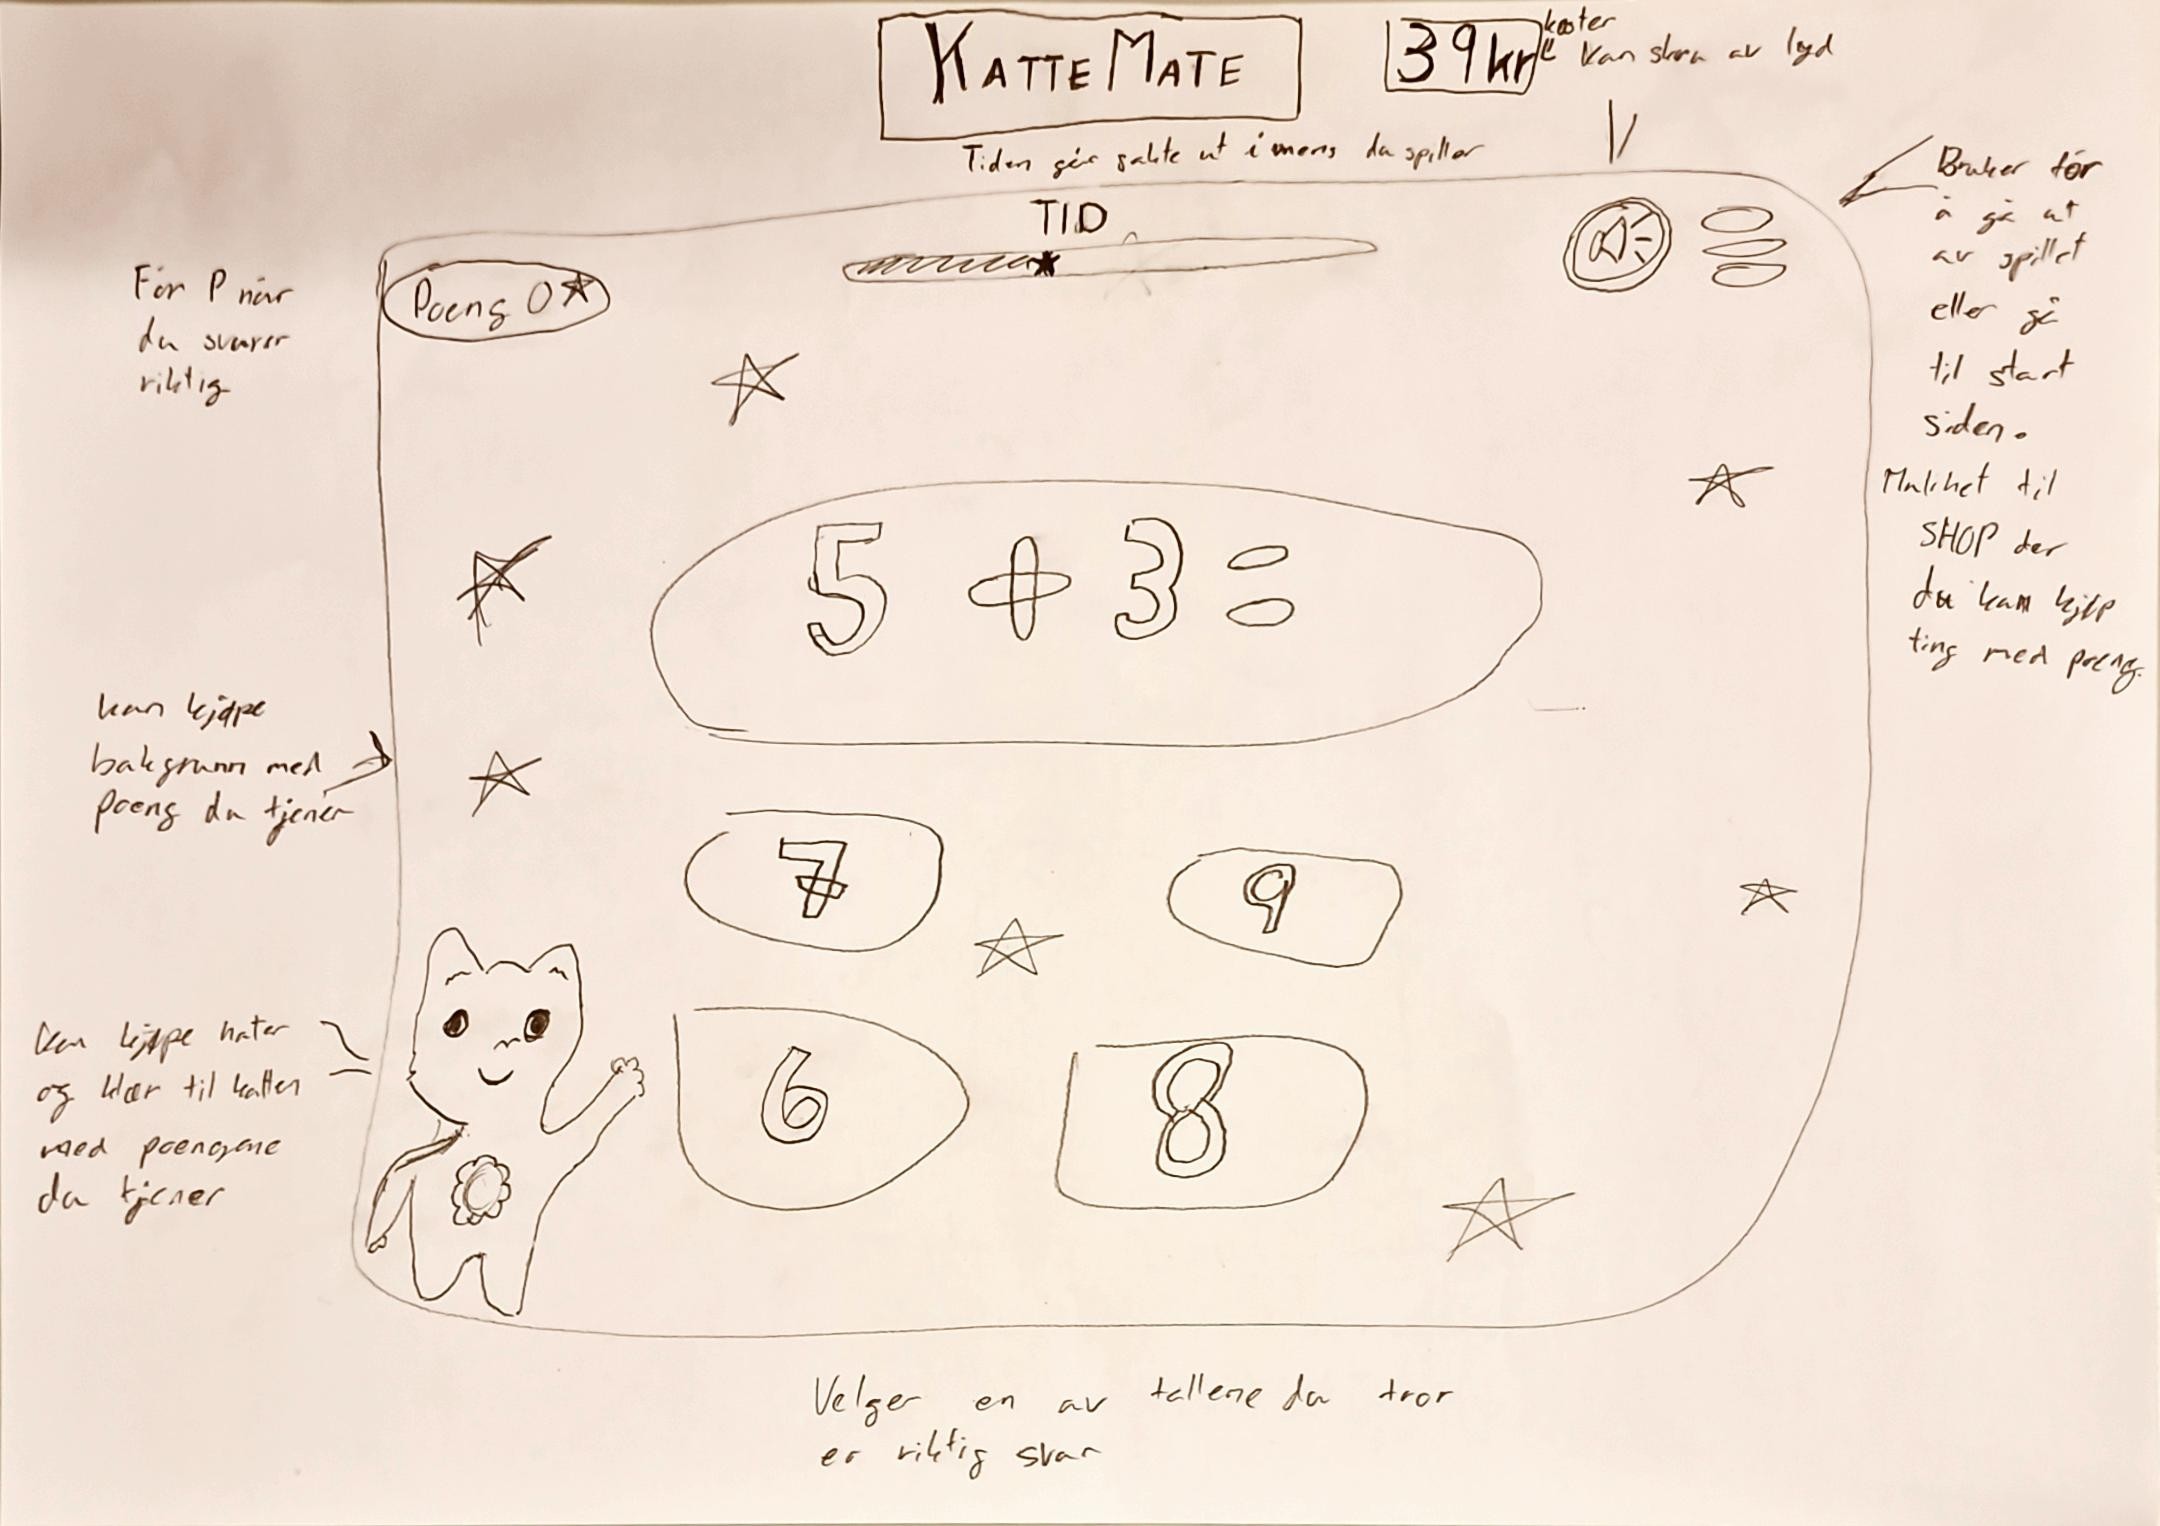 KATTEMATE
39kr
koster
Kan skru av lyd
Tiden går sakte ut imens du spiller
TID
Poeng 0
Får P når
du svarer
riktig
Bruker for
å gå ut
av spillet
eller gå
til start
siden.
Mulihet til
SHOP der
du kan kjøp
ting med poeng.
5 + 3 =
kan kjøpe
bakgrunn med
poeng du tjener
7
9
6
8
Kan kjøpe hater
og klær til katten
med poengene
du tjener
Velger en av tallene du tror
er riktig svar